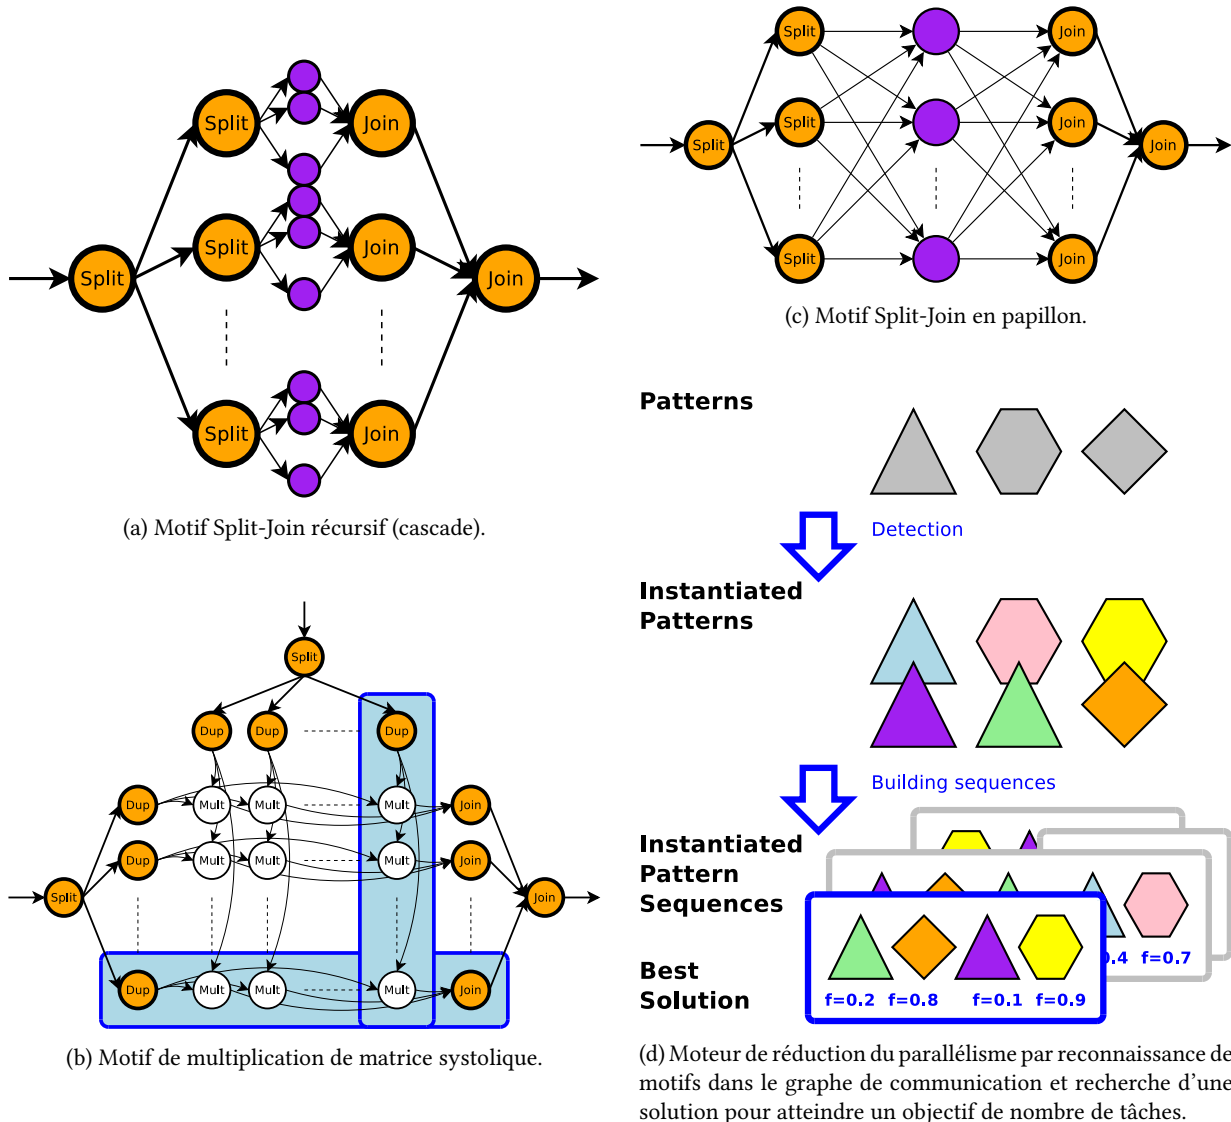 Split
Split
Join
Split
Join
Split
Join
Split
Join
(a) Motif Split-Join récursif (cascade).
Split
Dup
Dup
Dup
Dup
Mult
Mult
Mult
Join
Dup
Mult
Mult
Mult
Join
Split
Join
Dup
Mult
Mult
Mult
Join
(b) Motif de multiplication de matrice systolique.
Split
Join
Split
Split
Join
Join
Split
Join
(c) Motif Split-Join en papillon.
Patterns
Detection
Instantiated
Patterns
Building sequences
Instantiated
Pattern
Sequences
Best
Solution
f=0.2 f=0.8 f=0.1 f=0.9
f=0.7
(d) Moteur de réduction du parallélisme par reconnaissance de
motifs dans le graphe de communication et recherche d'une
solution pour atteindre un objectif de nombre de tâches.